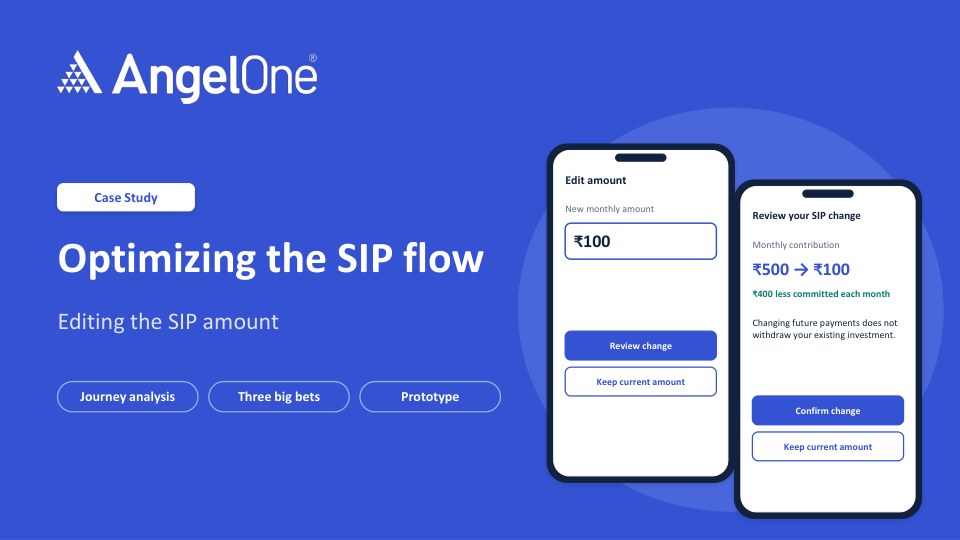 AngelOne®
Case Study
Optimizing the SIP flow
Editing the SIP amount
Journey analysis
Three big bets
Prototype
Edit amount
New monthly amount
₹100
Review change
Keep current amount
Review your SIP change
Monthly contribution
₹500 → ₹100
₹400 less committed each month
Changing future payments does not
withdraw your existing investment.
Confirm change
Keep current amount